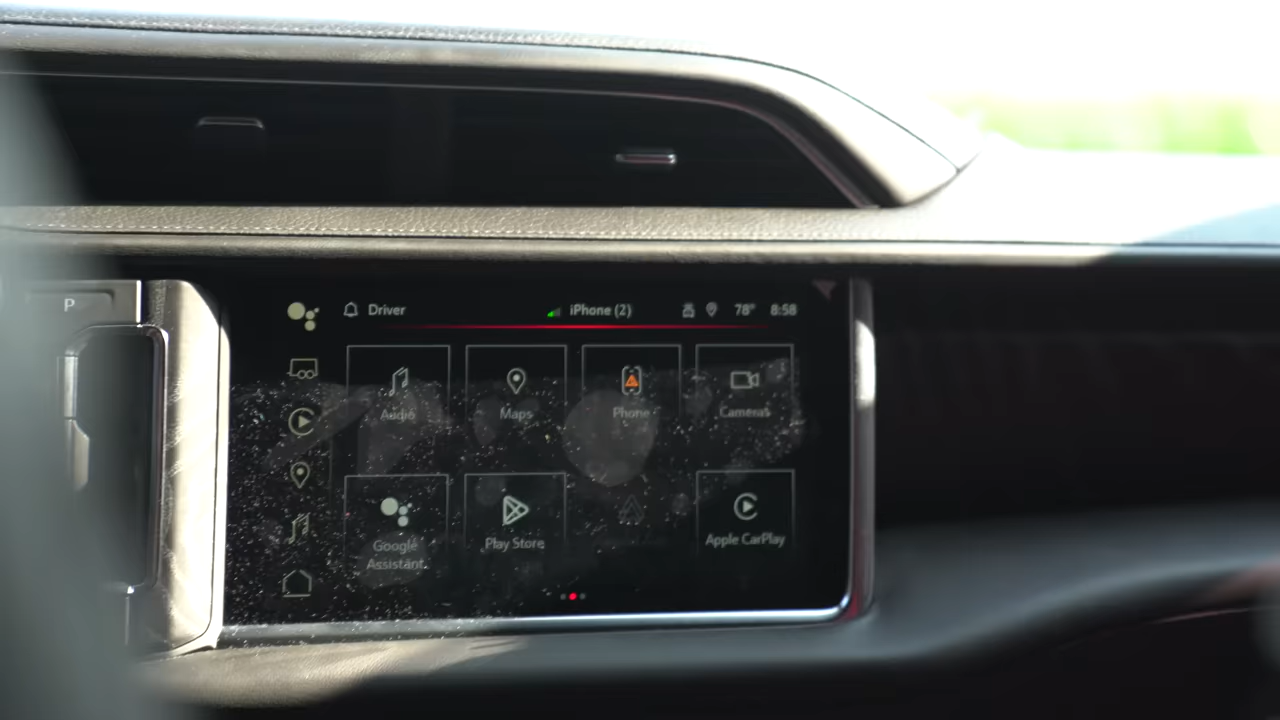 P
Driver
iPhone (2)
78°
8:58
Audio
Maps
Phone
Cameras
Google
Assistant
Play Store
Apple CarPlay